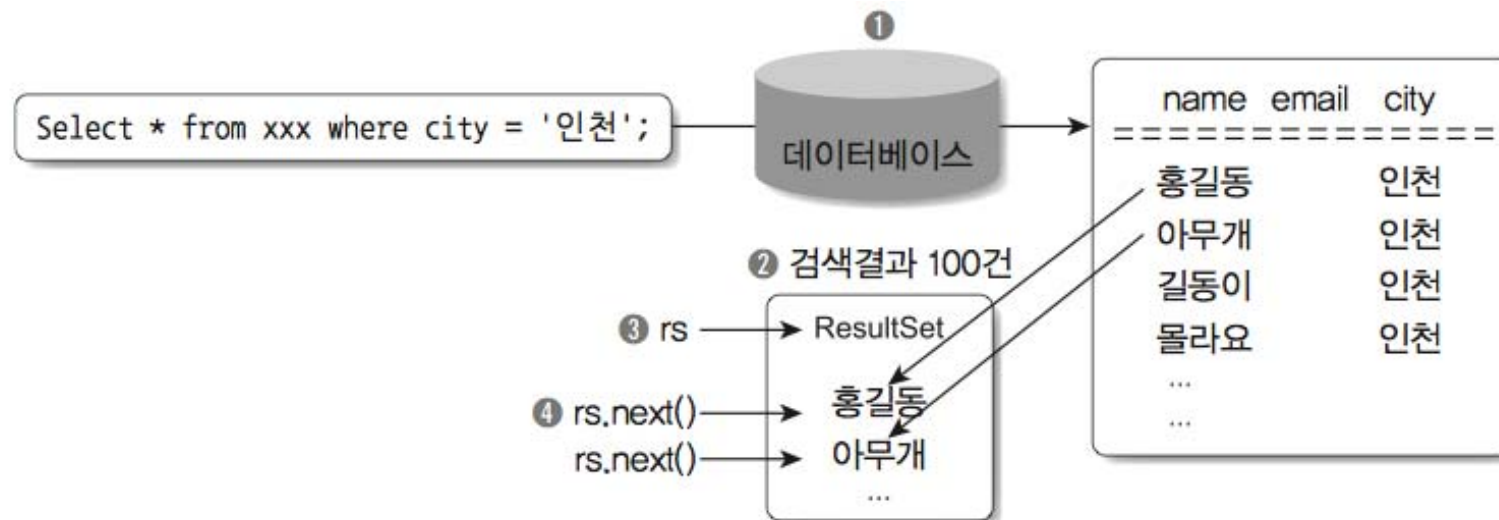 ❶
Select * from xxx where city = '인천';
데이터베이스
name email city
=================
홍길동 인천
아무개 인천
길동이 인천
몰라요 인천
...
...
❷ 검색결과 100건
❸ rs
ResultSet
❹ rs.next()
홍길동
rs.next()
아무개
...